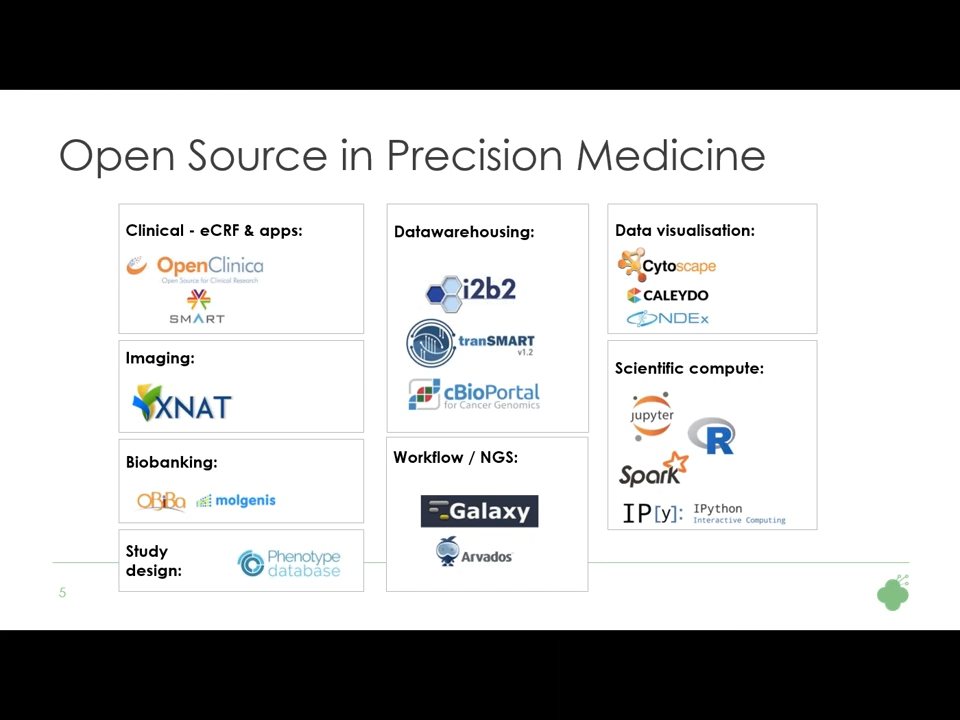 Open Source in Precision Medicine
Clinical - eCRF & apps:
OpenClinica
Open Source for Clinical Research
SMART
Imaging:
XNAT
Biobanking:
OBiBa
molgenis
Study
design:
Phenotype
database
Datawarehousing:
i2b2
tranSMART
v1.2
cBioPortal
for Cancer Genomics
Workflow / NGS:
Galaxy
Arvados
Data visualisation:
Cytoscape
CALEYDO
NDEx
Scientific compute:
jupyter
R
Spark
IP[y]:
IPython
Interactive Computing
5